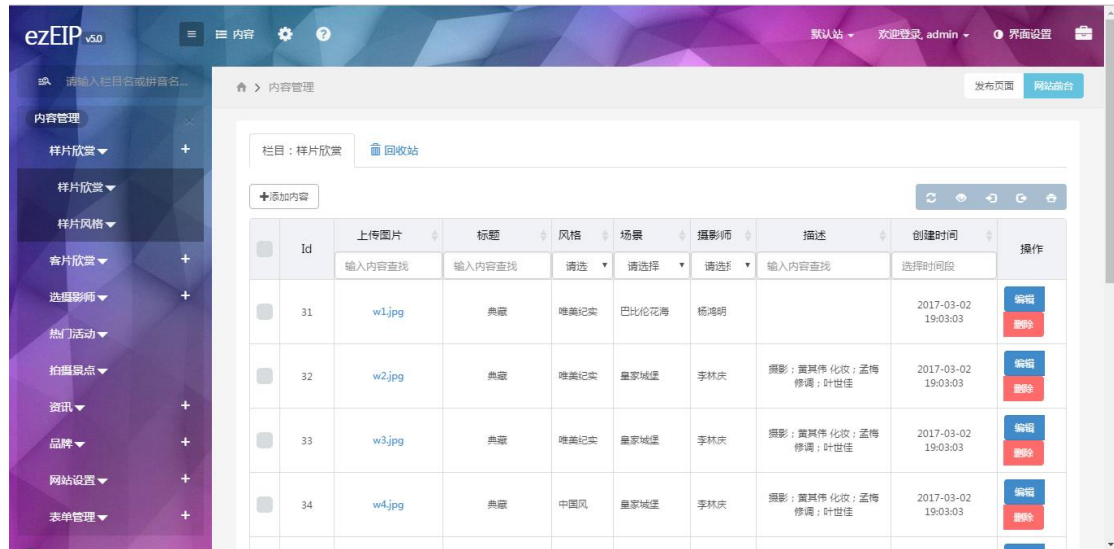 ezEIP v5.0
内容
默认站
欢迎登录, admin
界面设置
请输入栏目名或拼音名...
内容管理
发布页面
网站前台
内容管理
样片欣赏
样片欣赏
样片风格
客片欣赏
选摄影师
热门活动
拍摄景点
资讯
品牌
网站设置
表单管理
栏目：样片欣赏
回收站
添加内容
Id 上传图片 标题 风格 场景 摄影师 描述 创建时间 操作
输入内容查找 输入内容查找 请选 请选择 请选择 输入内容查找 选择时间段
31 w1.jpg 典藏 唯美纪实 巴比伦花海 杨鸿明 2017-03-02 编辑
19:03:03 删除
32 w2.jpg 典藏 唯美纪实 皇家城堡 李林庆 摄影；黄其伟 化妆；孟梅 2017-03-02 编辑
修调；叶世佳 19:03:03 删除
33 w3.jpg 典藏 唯美纪实 皇家城堡 李林庆 摄影；黄其伟 化妆；孟梅 2017-03-02 编辑
修调；叶世佳 19:03:03 删除
34 w4.jpg 典藏 中国风 皇家城堡 李林庆 摄影；黄其伟 化妆；孟梅 2017-03-02 编辑
修调；叶世佳 19:03:03 删除